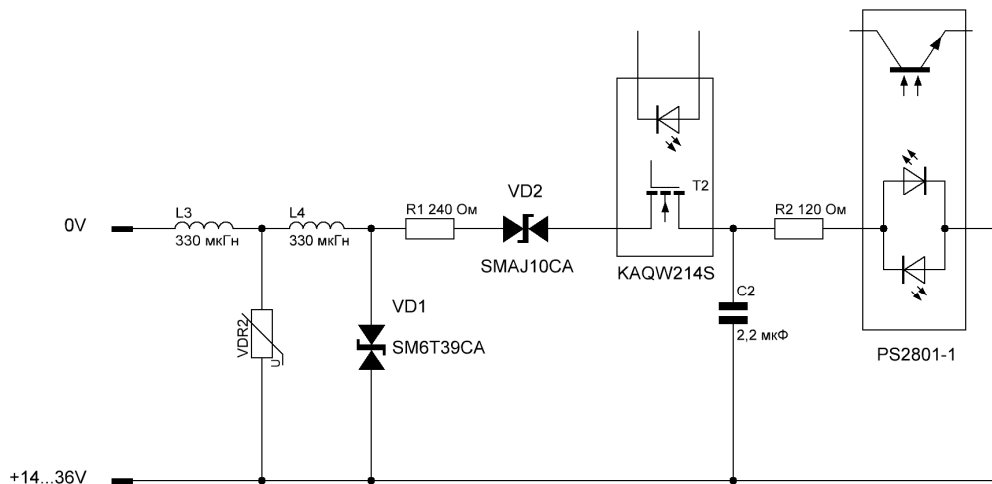 VD2
T2
L3
L4
R1 240 Ом
R2 120 Ом
0V
330 мкГн
330 мкГн
SMAJ10CA
KAQW214S
C2
VD1
VDR2
U
SM6T39CA
2,2 мкФ
PS2801-1
+14...36V